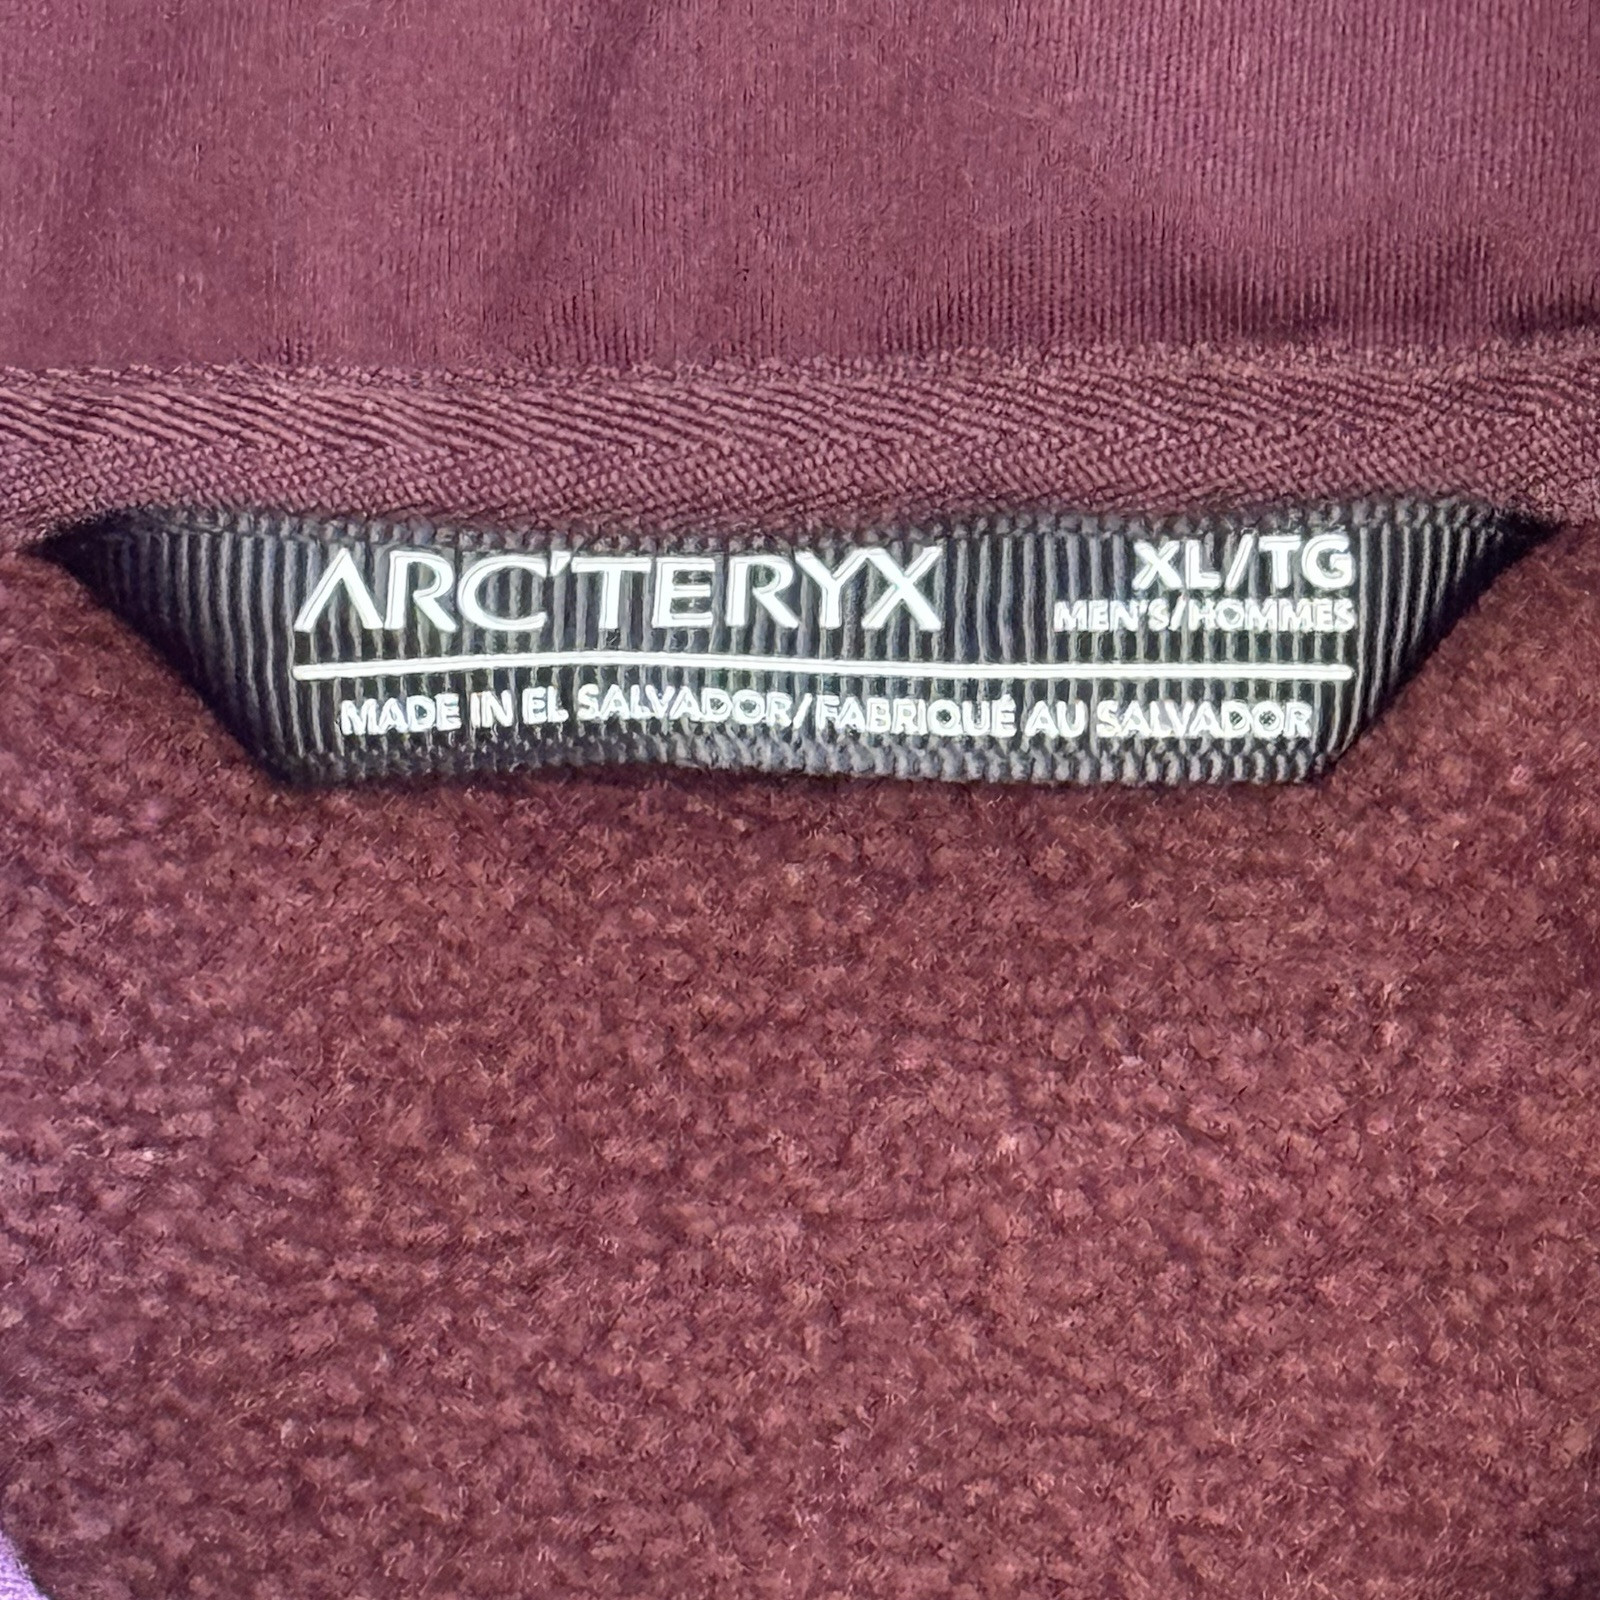 ARC'TERYX
XL/TG
MEN'S/HOMMES
MADE IN EL SALVADOR/FABRIQUÉ AU SALVADOR